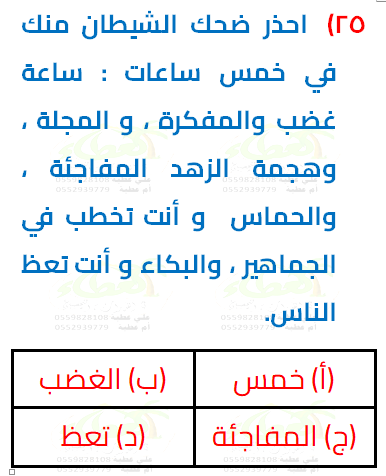 ٢٥) احذر ضحك الشيطان منك
في خمس ساعات : ساعة
غضب والمفكرة ، و المجلة ،
وهجمة الزهد المفاجئة ،
والحماس و أنت تخطب في
الجماهير ، والبكاء و أنت تعظ
الناس.
(أ) خمس (ب) الغضب
(ج) المفاجئة (د) تعظ